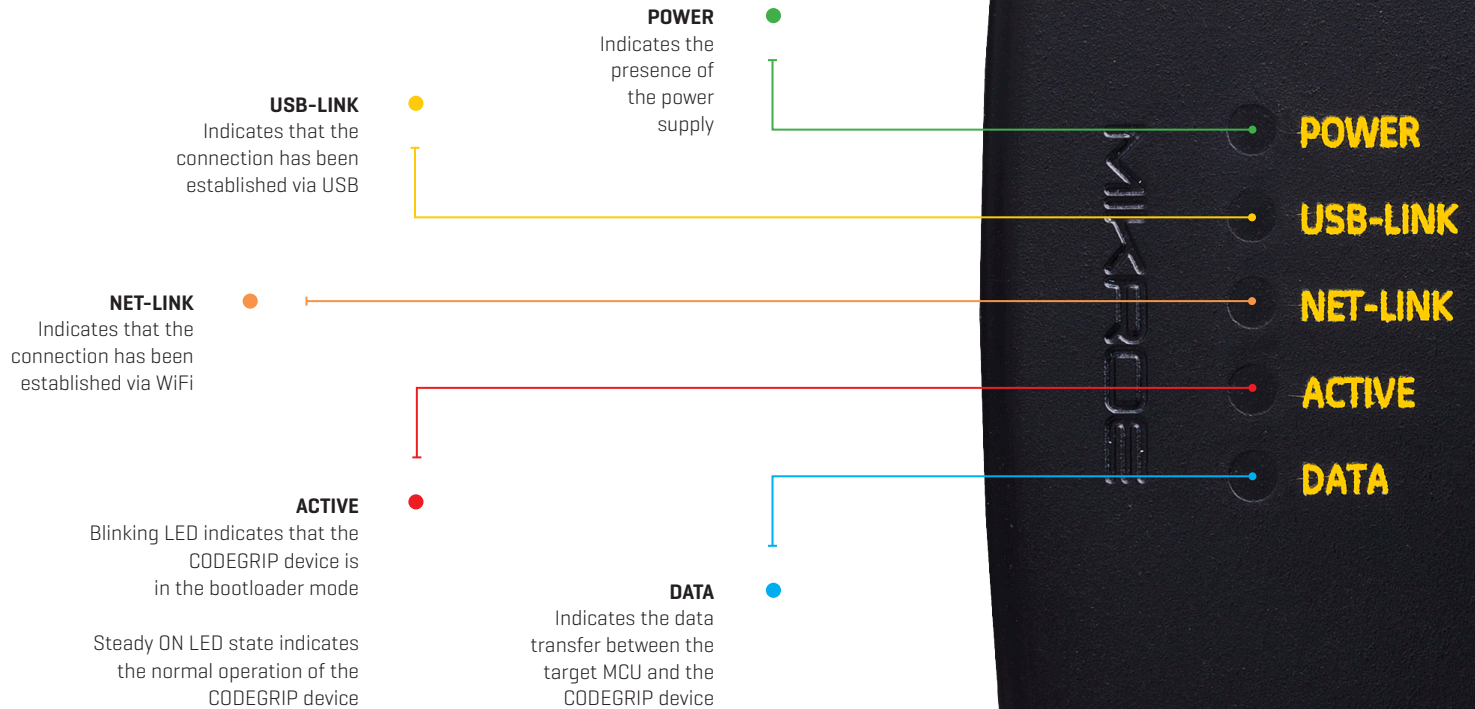 POWER
Indicates the
presence of
the power
supply
USB-LINK
Indicates that the
connection has been
established via USB
NET-LINK
Indicates that the
connection has been
established via WiFi
ACTIVE
Blinking LED indicates that the
CODEGRIP device is
in the bootloader mode
Steady ON LED state indicates
the normal operation of the
CODEGRIP device
DATA
Indicates the data
transfer between the
target MCU and the
CODEGRIP device
MIKROE
POWER
USB-LINK
NET-LINK
ACTIVE
DATA